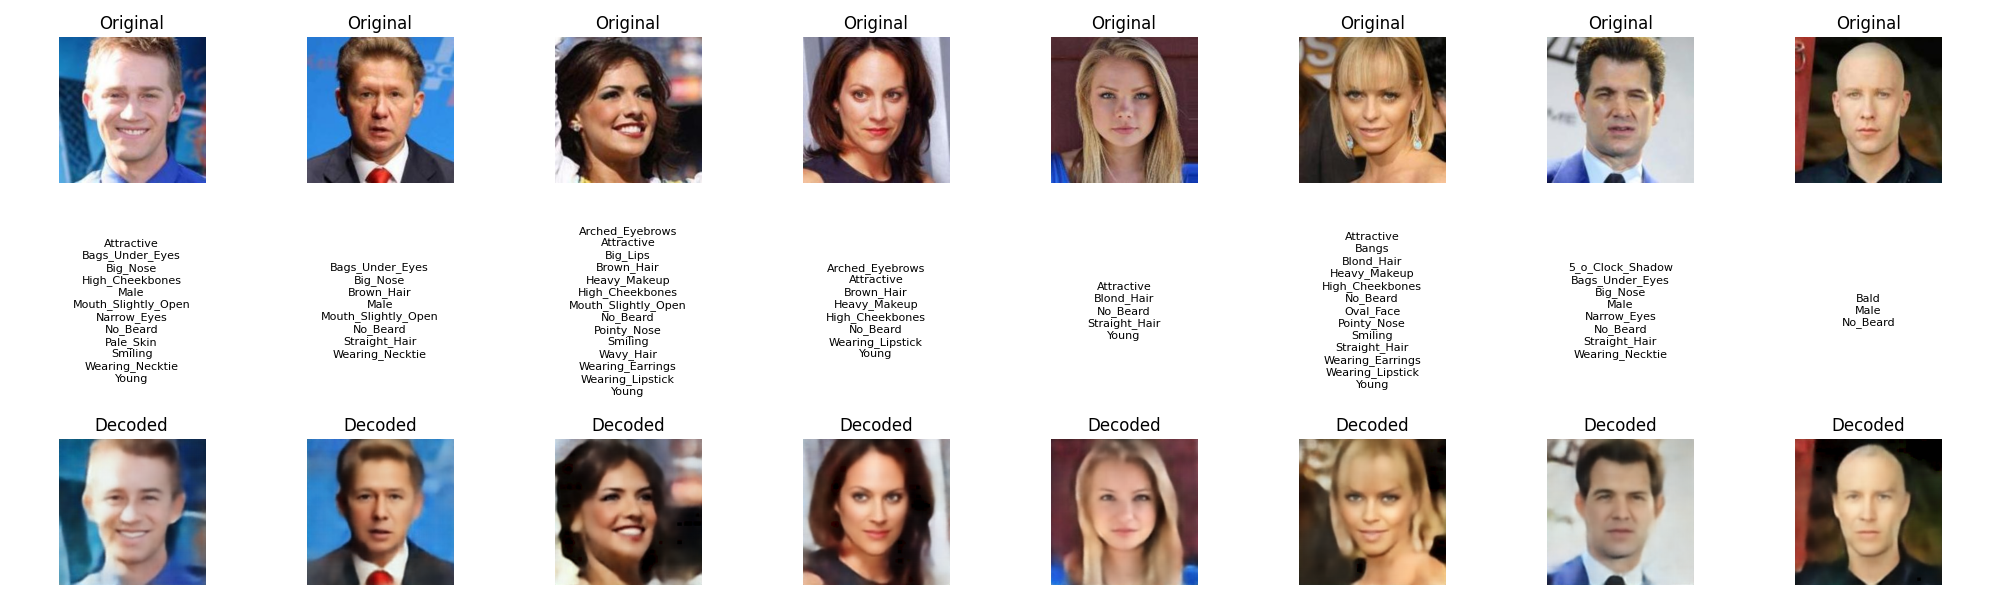 Original
Original
Original
Original
Original
Original
Original
Original
Attractive
Bags_Under_Eyes
Big_Nose
High_Cheekbones
Male
Mouth_Slightly_Open
Narrow_Eyes
No_Beard
Pale_Skin
Smiling
Wearing_Necktie
Young
Bags_Under_Eyes
Big_Nose
Brown_Hair
Male
Mouth_Slightly_Open
No_Beard
Straight_Hair
Wearing_Necktie
Arched_Eyebrows
Attractive
Big_Lips
Brown_Hair
Heavy_Makeup
High_Cheekbones
Mouth_Slightly_Open
No_Beard
Pointy_Nose
Smiling
Wavy_Hair
Wearing_Earrings
Wearing_Lipstick
Young
Arched_Eyebrows
Attractive
Brown_Hair
Heavy_Makeup
High_Cheekbones
No_Beard
Wearing_Lipstick
Young
Attractive
Blond_Hair
No_Beard
Straight_Hair
Young
Attractive
Bangs
Blond_Hair
Heavy_Makeup
High_Cheekbones
No_Beard
Oval_Face
Pointy_Nose
Smiling
Straight_Hair
Wearing_Earrings
Wearing_Lipstick
Young
5_o_Clock_Shadow
Bags_Under_Eyes
Big_Nose
Male
Narrow_Eyes
No_Beard
Straight_Hair
Wearing_Necktie
Bald
Male
No_Beard
Decoded
Decoded
Decoded
Decoded
Decoded
Decoded
Decoded
Decoded